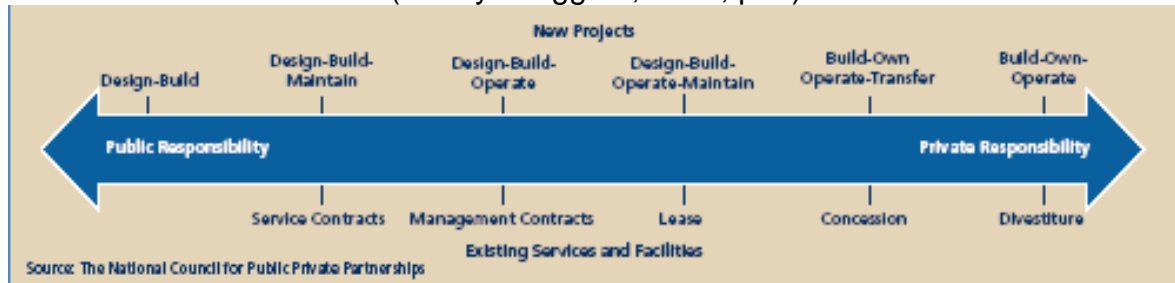 New Projects
Design-Build
Design-Build-
Maintain
Design-Build-
Operate
Design-Build-
Operate-Maintain
Build-Own
Operate-Transfer
Build-Own-
Operate
Public Responsibility
Private Responsibility
Service Contracts
Management Contracts
Lease
Concession
Divestiture
Existing Services and Facilities
Source: The National Council for Public Private Partnerships